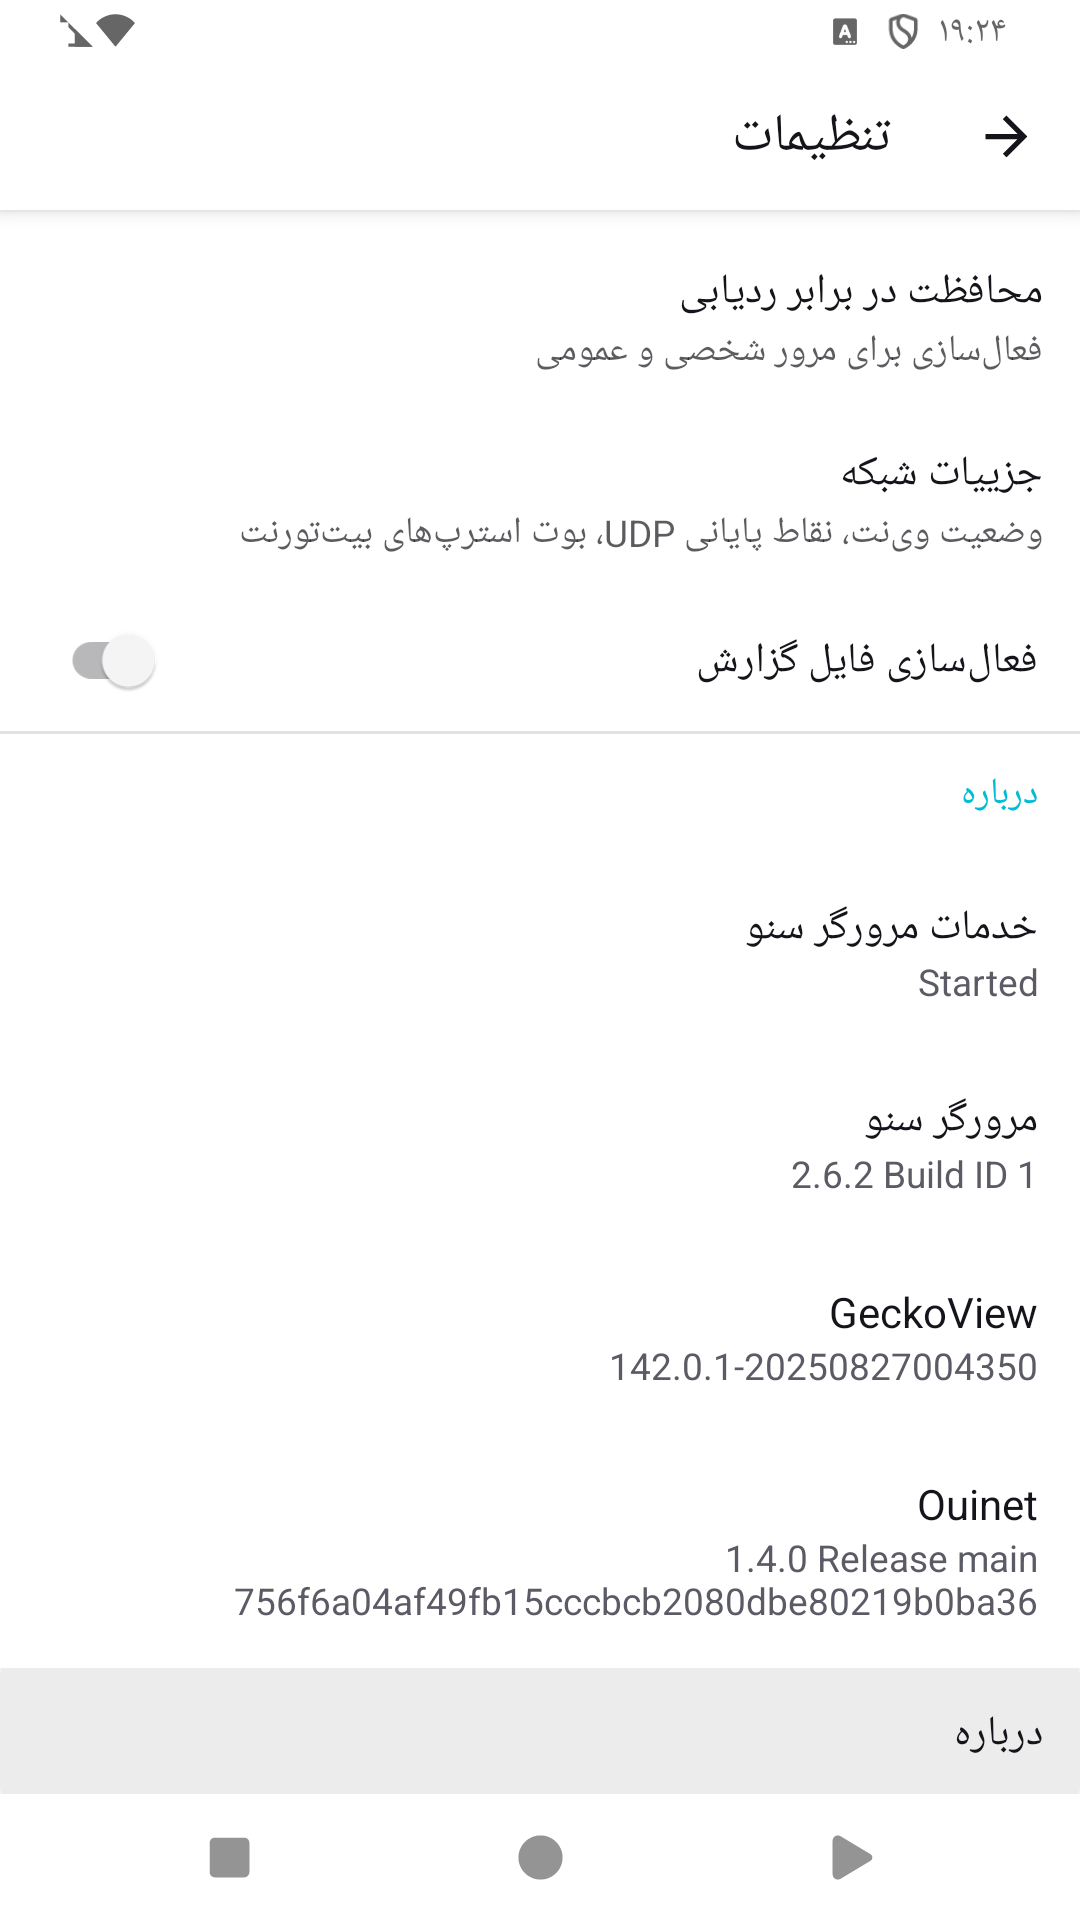 ۱۹:۲۴
تنظیمات
محافظت در برابر ردیابی
فعال‌سازی برای مرور شخصی و عمومی
جزییات شبکه
وضعیت وی‌نت، نقاط پایانی UDP، بوت استرپ‌های بیت‌تورنت
فعال‌سازی فایل گزارش
درباره
خدمات مرورگر سنو
Started
مرورگر سنو
2.6.2 Build ID 1
GeckoView
142.0.1-20250827004350
Ouinet
1.4.0 Release main
756f6a04af49fb15cccbcb2080dbe80219b0ba36
درباره